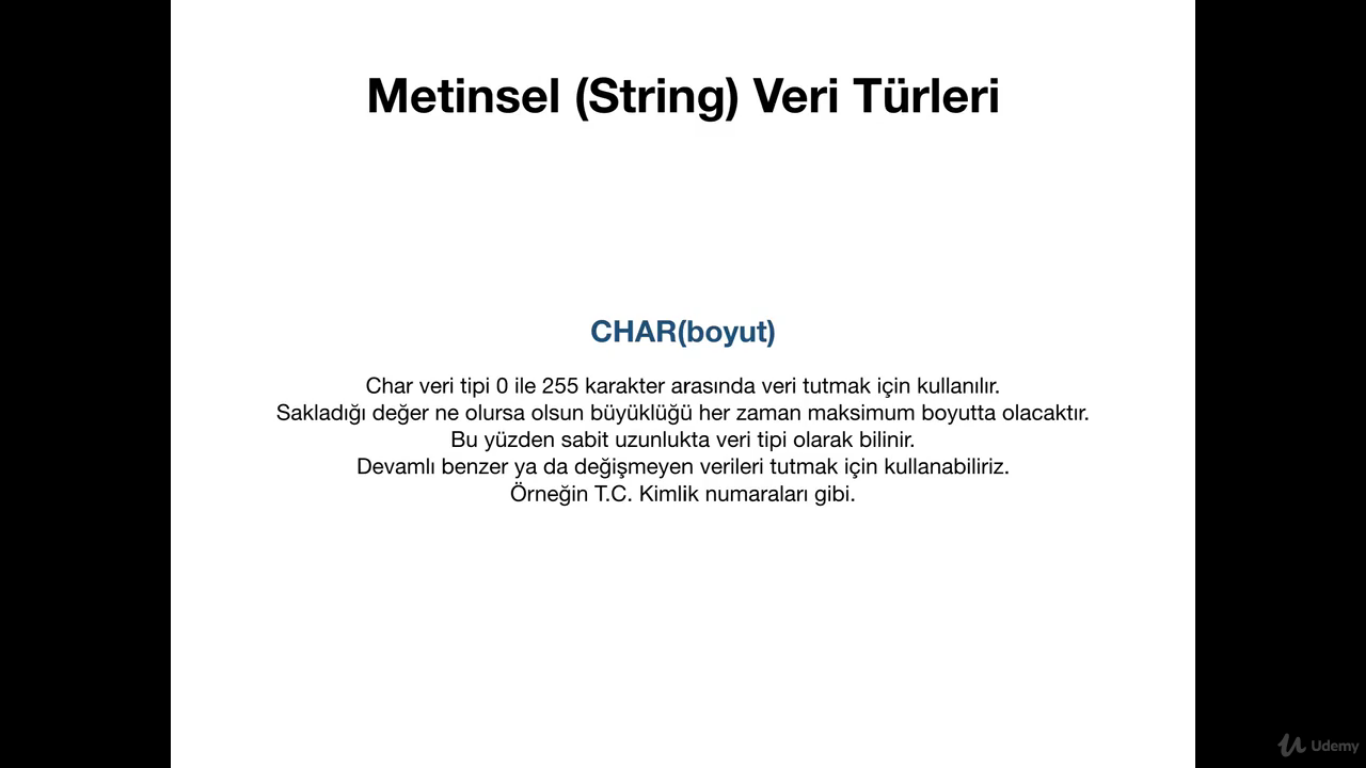 Metinsel (String) Veri Türleri
CHAR(boyut)
Char veri tipi 0 ile 255 karakter arasında veri tutmak için kullanılır.
Sakladığı değer ne olursa olsun büyüklüğü her zaman maksimum boyutta olacaktır.
Bu yüzden sabit uzunlukta veri tipi olarak bilinir.
Devamlı benzer ya da değişmeyen verileri tutmak için kullanabiliriz.
Örneğin T.C. Kimlik numaraları gibi.
Udemy